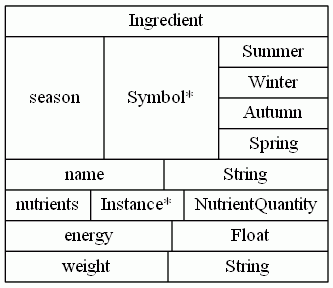 Ingredient
season Symbol* Summer
Winter
Autumn
Spring
name String
nutrients Instance* NutrientQuantity
energy Float
weight String